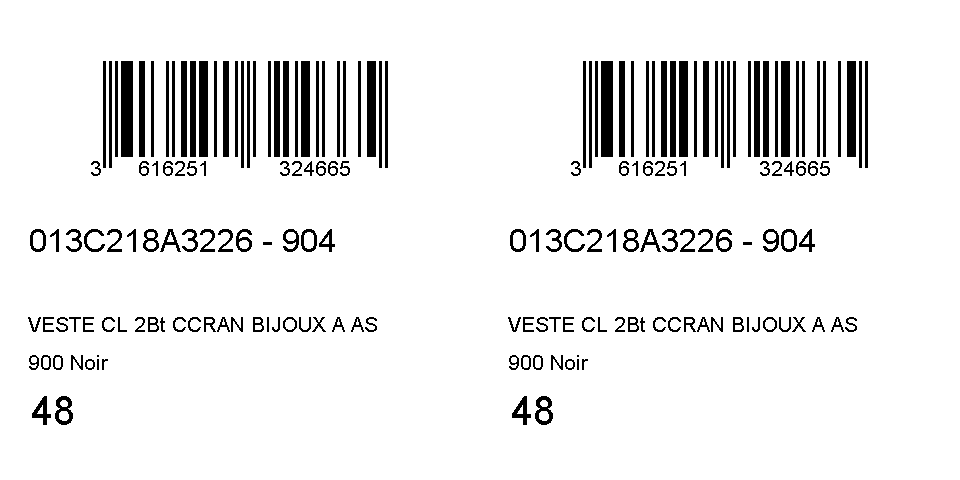 3 616251 324665
013C218A3226 - 904
VESTE CL 2Bt CCRAN BIJOUX A AS
900 Noir
48
3 616251 324665
013C218A3226 - 904
VESTE CL 2Bt CCRAN BIJOUX A AS
900 Noir
48